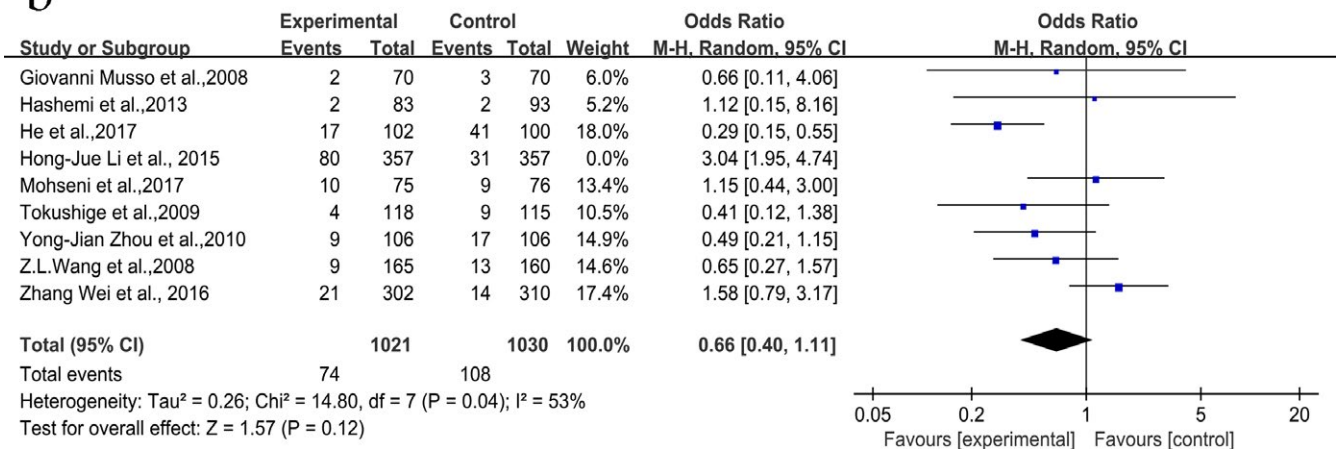 b
Experimental Control Odds Ratio Odds Ratio
Study or Subgroup Events Total Events Total Weight M-H, Random, 95% CI M-H, Random, 95% CI
Giovanni Musso et al.,2008 2 70 3 70 6.0% 0.66 [0.11, 4.06]
Hashemi et al.,2013 2 83 2 93 5.2% 1.12 [0.15, 8.16]
He et al.,2017 17 102 41 100 18.0% 0.29 [0.15, 0.55]
Hong-Jue Li et al., 2015 80 357 31 357 0.0% 3.04 [1.95, 4.74]
Mohseni et al.,2017 10 75 9 76 13.4% 1.15 [0.44, 3.00]
Tokushige et al.,2009 4 118 9 115 10.5% 0.41 [0.12, 1.38]
Yong-Jian Zhou et al.,2010 9 106 17 106 14.9% 0.49 [0.21, 1.15]
Z.L.Wang et al.,2008 9 165 13 160 14.6% 0.65 [0.27, 1.57]
Zhang Wei et al., 2016 21 302 14 310 17.4% 1.58 [0.79, 3.17]
Total (95% CI) 1021 1030 100.0% 0.66 [0.40, 1.11]
Total events 74 108
Heterogeneity: Tau² = 0.26; Chi² = 14.80, df = 7 (P = 0.04); I² = 53%
Test for overall effect: Z = 1.57 (P = 0.12)
0.05 0.2 1 5 20
Favours [experimental] Favours [control]